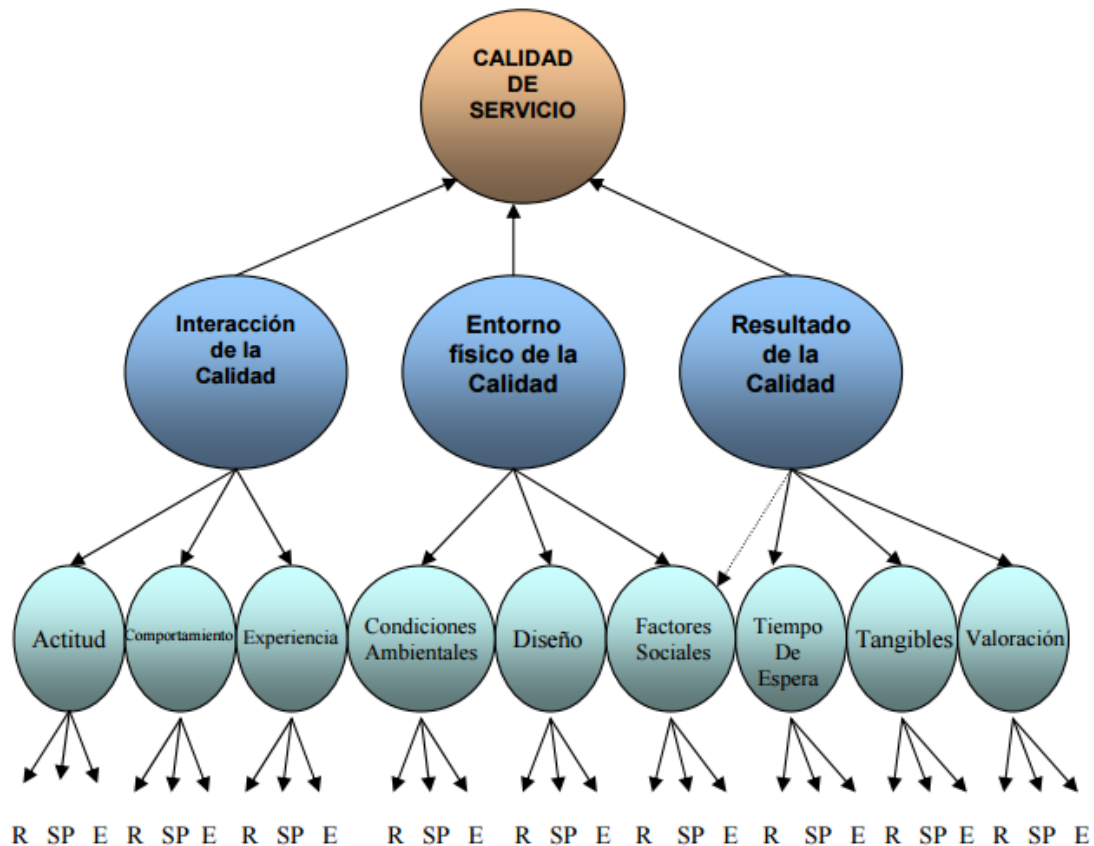 CALIDAD
DE
SERVICIO
Interacción
de la
Calidad
Entorno
físico de la
Calidad
Resultado
de la
Calidad
Actitud
Comportamiento
Experiencia
Condiciones
Ambientales
Diseño
Factores
Sociales
Tiempo
De
Espera
Tangibles
Valoración
R SP E R SP E R SP E R SP E R SP E R SP E R SP E R SP E R SP E